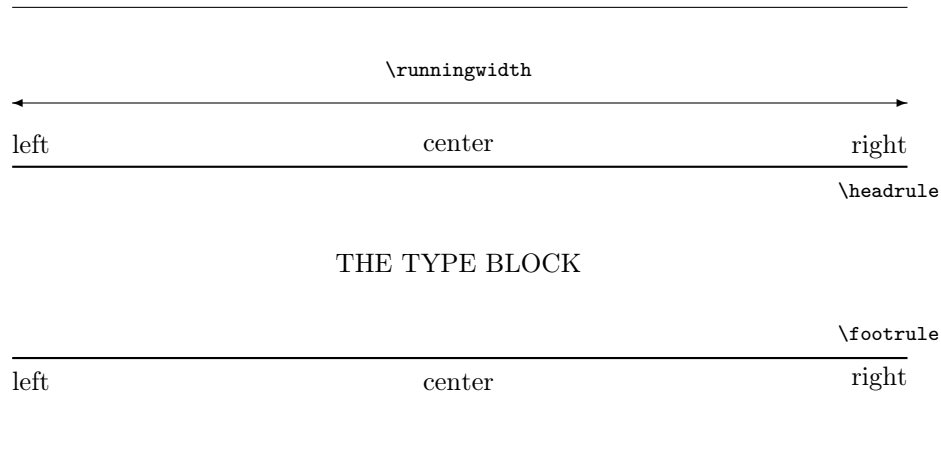 \runningwidth
left center right
\headrule
THE TYPE BLOCK
\footrule
left center right